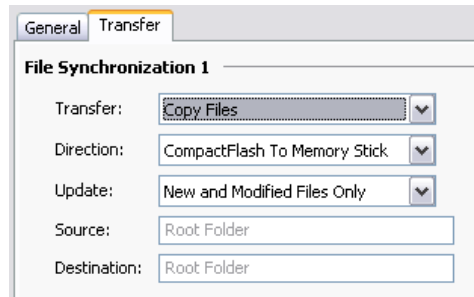 General Transfer
File Synchronization 1
Transfer: Copy Files
Direction: CompactFlash To Memory Stick
Update: New and Modified Files Only
Source: Root Folder
Destination: Root Folder